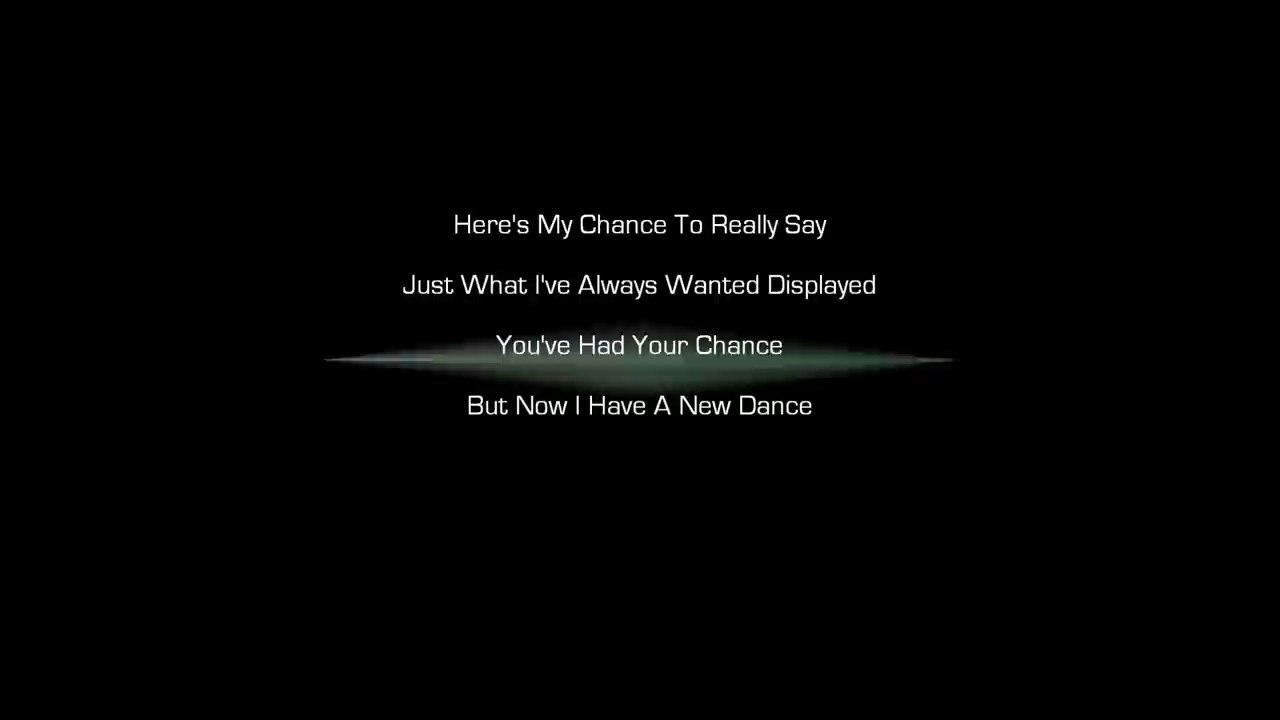 Here's My Chance To Really Say
Just What I've Always Wanted Displayed
You've Had Your Chance
But Now I Have A New Dance